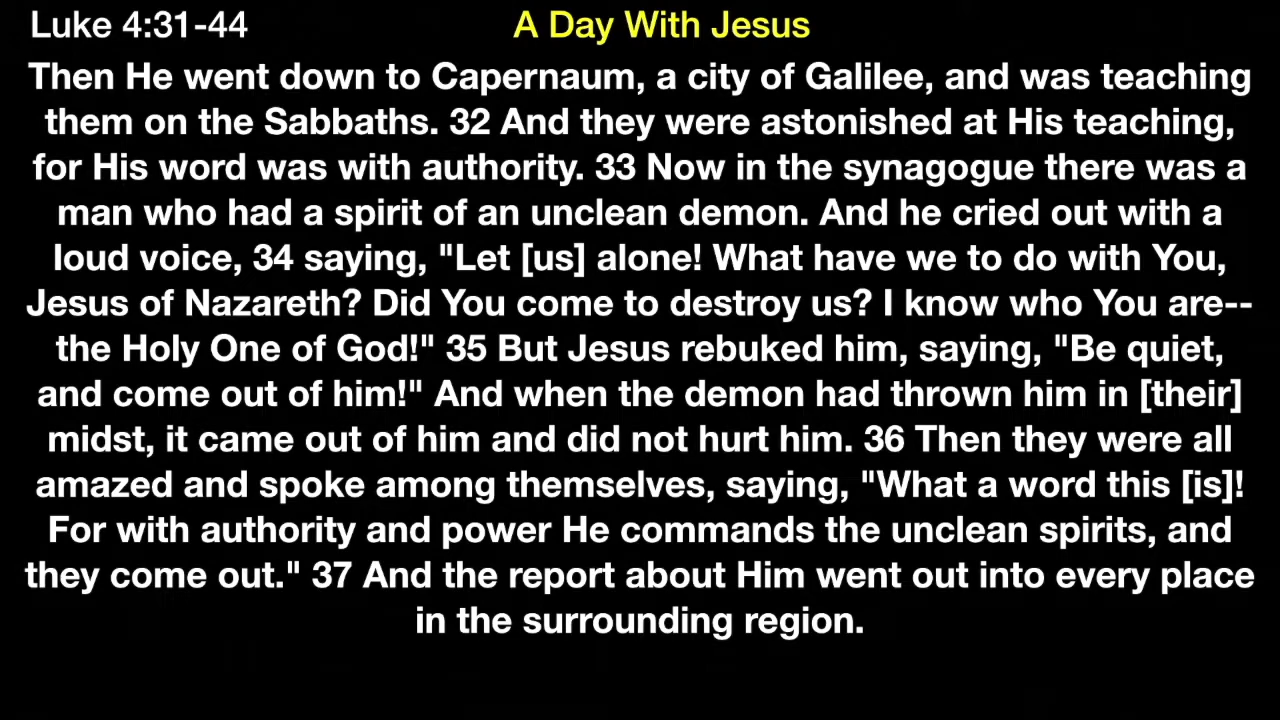 Luke 4:31-44
A Day With Jesus
Then He went down to Capernaum, a city of Galilee, and was teaching
them on the Sabbaths. 32 And they were astonished at His teaching,
for His word was with authority. 33 Now in the synagogue there was a
man who had a spirit of an unclean demon. And he cried out with a
loud voice, 34 saying, "Let [us] alone! What have we to do with You,
Jesus of Nazareth? Did You come to destroy us? I know who You are--
the Holy One of God!" 35 But Jesus rebuked him, saying, "Be quiet,
and come out of him!" And when the demon had thrown him in [their]
midst, it came out of him and did not hurt him. 36 Then they were all
amazed and spoke among themselves, saying, "What a word this [is]!
For with authority and power He commands the unclean spirits, and
they come out." 37 And the report about Him went out into every place
in the surrounding region.